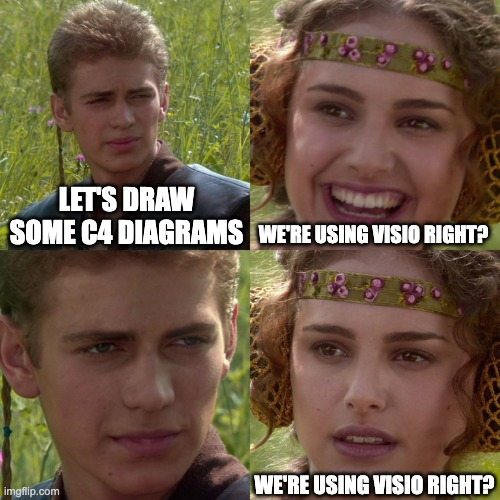 LET'S DRAW
SOME C4 DIAGRAMS
WE'RE USING VISIO RIGHT?
WE'RE USING VISIO RIGHT?
imgflip.com